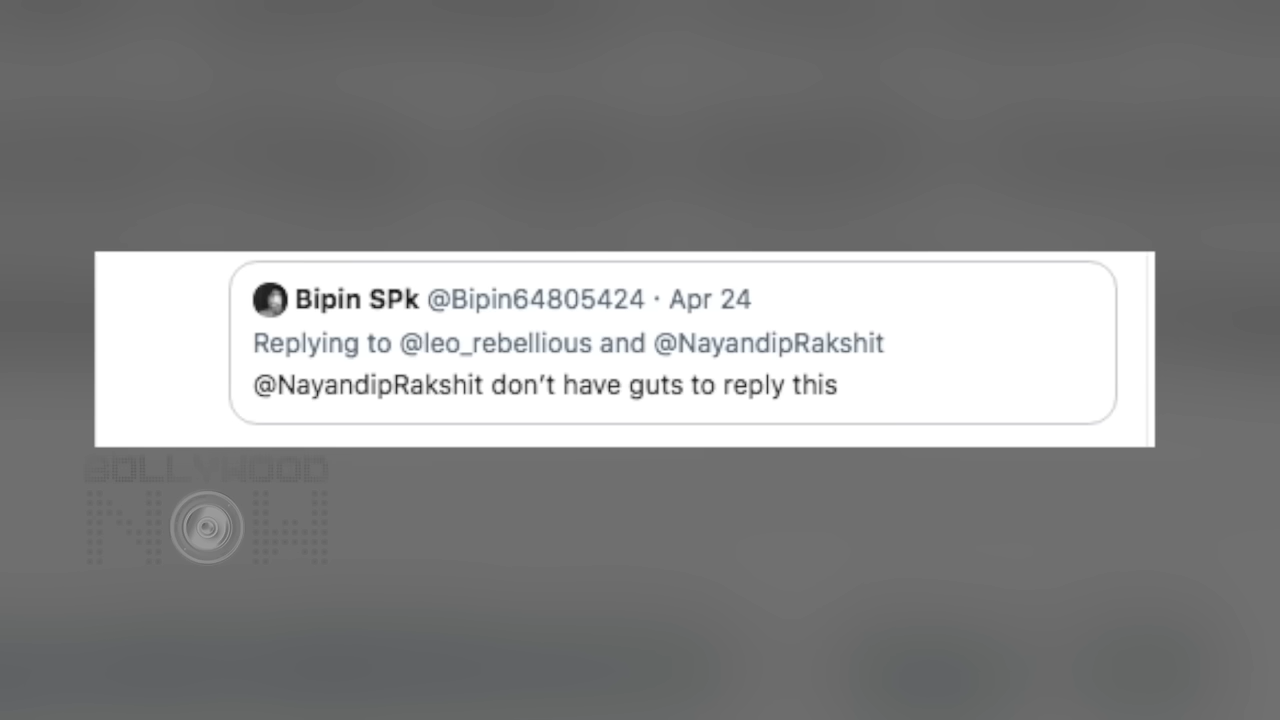 Bipin SPk @Bipin64805424 · Apr 24
Replying to @leo_rebellious and @NayandipRakshit
@NayandipRakshit don’t have guts to reply this
BOLLYWOOD
NOW